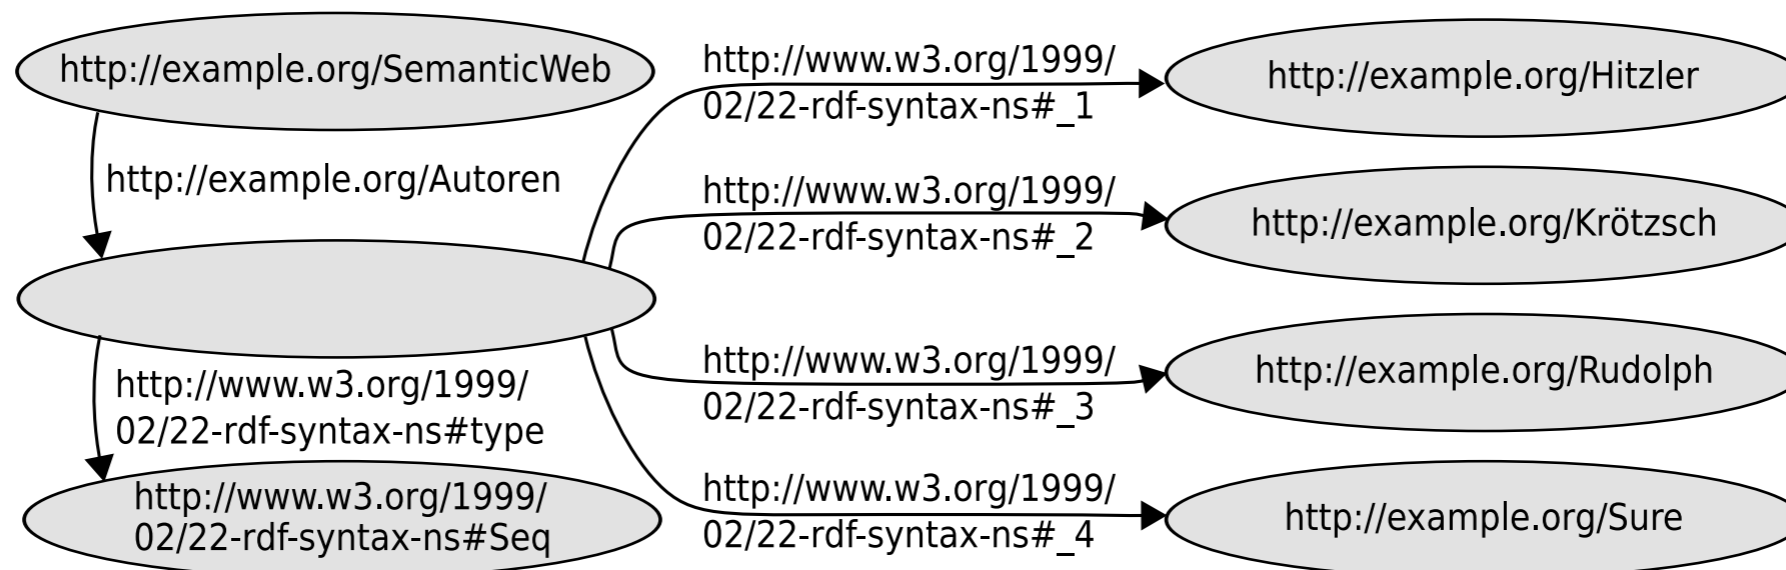 http://example.org/SemanticWeb
http://example.org/Autoren
http://www.w3.org/1999/
02/22-rdf-syntax-ns#type
http://www.w3.org/1999/
02/22-rdf-syntax-ns#Seq
http://www.w3.org/1999/
02/22-rdf-syntax-ns#_1
http://www.w3.org/1999/
02/22-rdf-syntax-ns#_2
http://www.w3.org/1999/
02/22-rdf-syntax-ns#_3
http://www.w3.org/1999/
02/22-rdf-syntax-ns#_4
http://example.org/Hitzler
http://example.org/Krötzsch
http://example.org/Rudolph
http://example.org/Sure